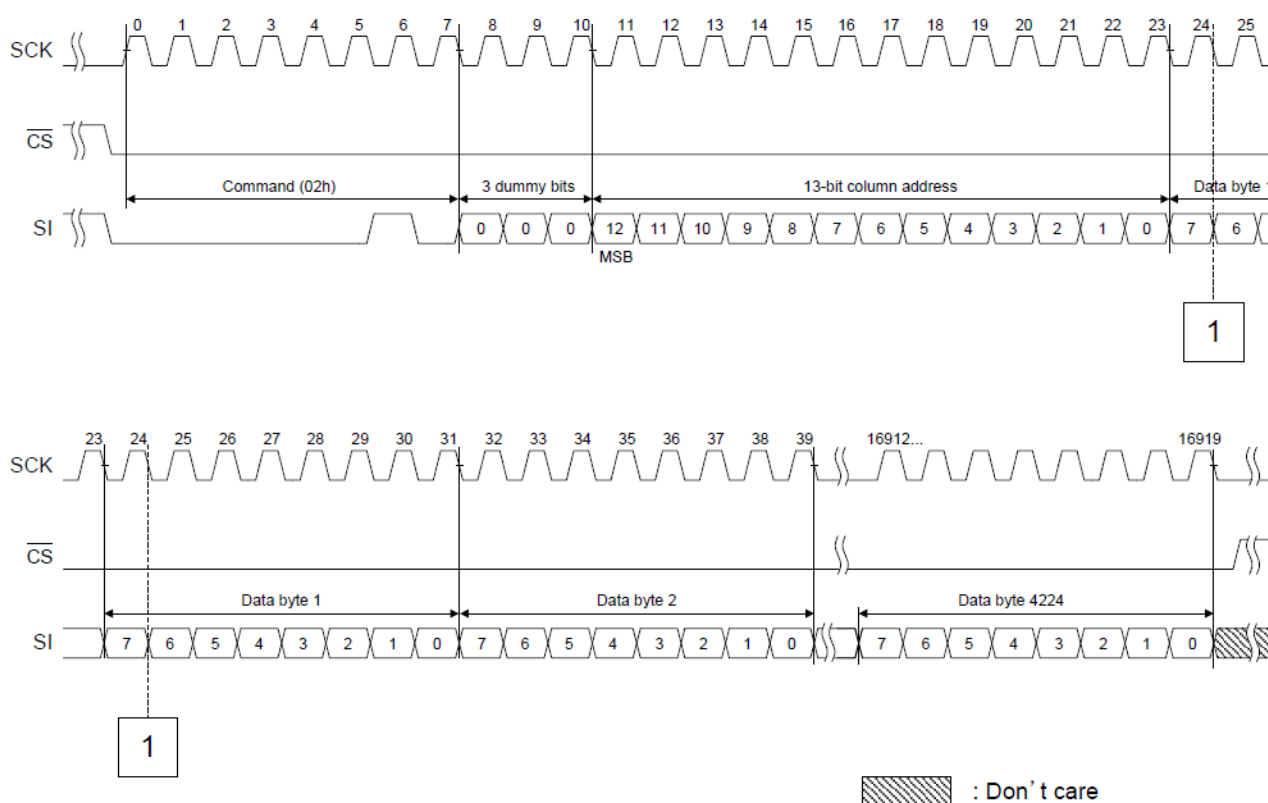 0 1 2 3 4 5 6 7 8 9 10 11 12 13 14 15 16 17 18 19 20 21 22 23 24 25
SCK
CS
Command (02h) 3 dummy bits 13-bit column address Data byte 1
SI 0 0 0 12 11 10 9 8 7 6 5 4 3 2 1 0 7 6
MSB
1
23 24 25 26 27 28 29 30 31 32 33 34 35 36 37 38 39 16912... 16919
SCK
CS
Data byte 1 Data byte 2 Data byte 4224
SI 7 6 5 4 3 2 1 0 7 6 5 4 3 2 1 0 7 6 5 4 3 2 1 0
1
: Don't care